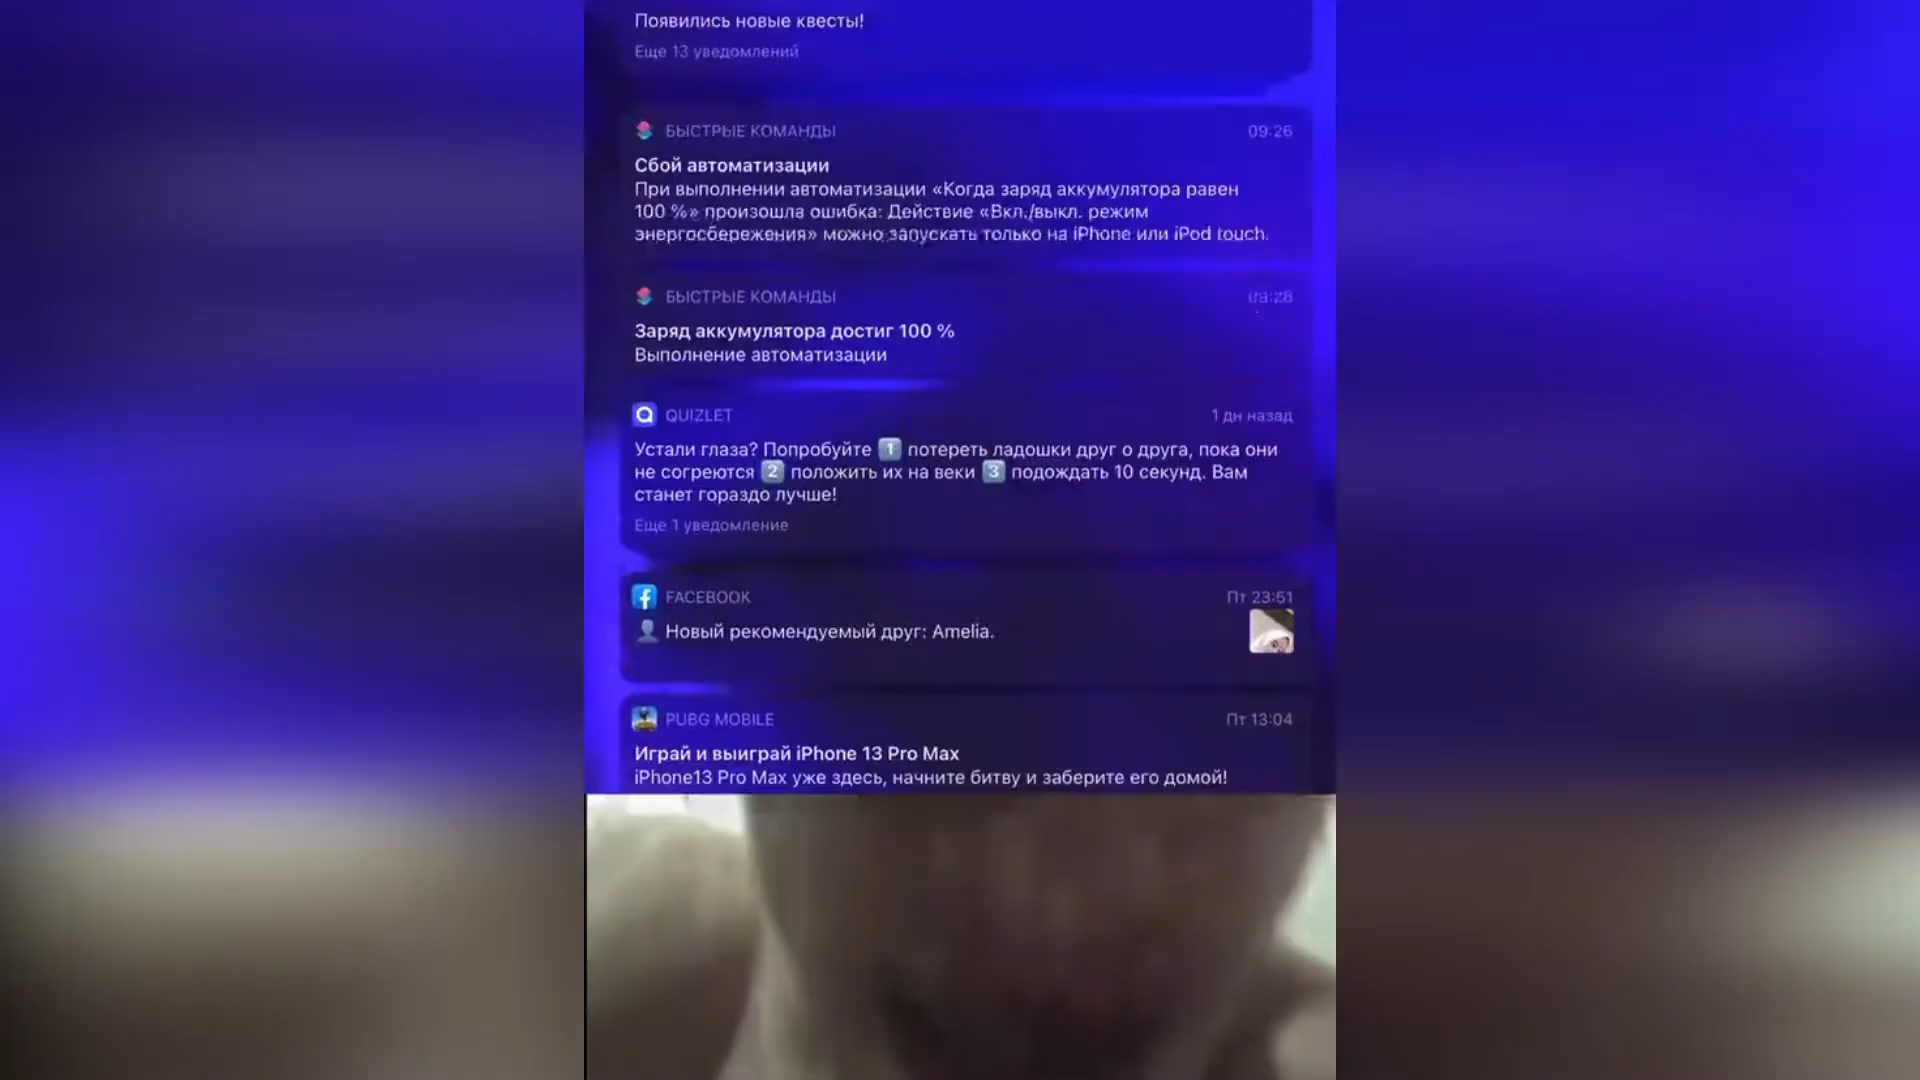 Появились новые квесты!
Еще 13 уведомлений
БЫСТРЫЕ КОМАНДЫ 09:26
Сбой автоматизации
При выполнении автоматизации «Когда заряд аккумулятора равен
100 %» произошла ошибка: Действие «Вкл./выкл. режим
энергосбережения» можно запускать только на iPhone или iPod touch.
БЫСТРЫЕ КОМАНДЫ 09:28
Заряд аккумулятора достиг 100 %
Выполнение автоматизации
QUIZLET 1 дн назад
Устали глаза? Попробуйте 1️⃣ потереть ладошки друг о друга, пока они
не согреются 2️⃣ положить их на веки 3️⃣ подождать 10 секунд. Вам
станет гораздо лучше!
Еще 1 уведомление
FACEBOOK Пт 23:51
Новый рекомендуемый друг: Amelia.
PUBG MOBILE Пт 13:04
Играй и выиграй iPhone 13 Pro Max
iPhone13 Pro Max уже здесь, начните битву и заберите его домой!